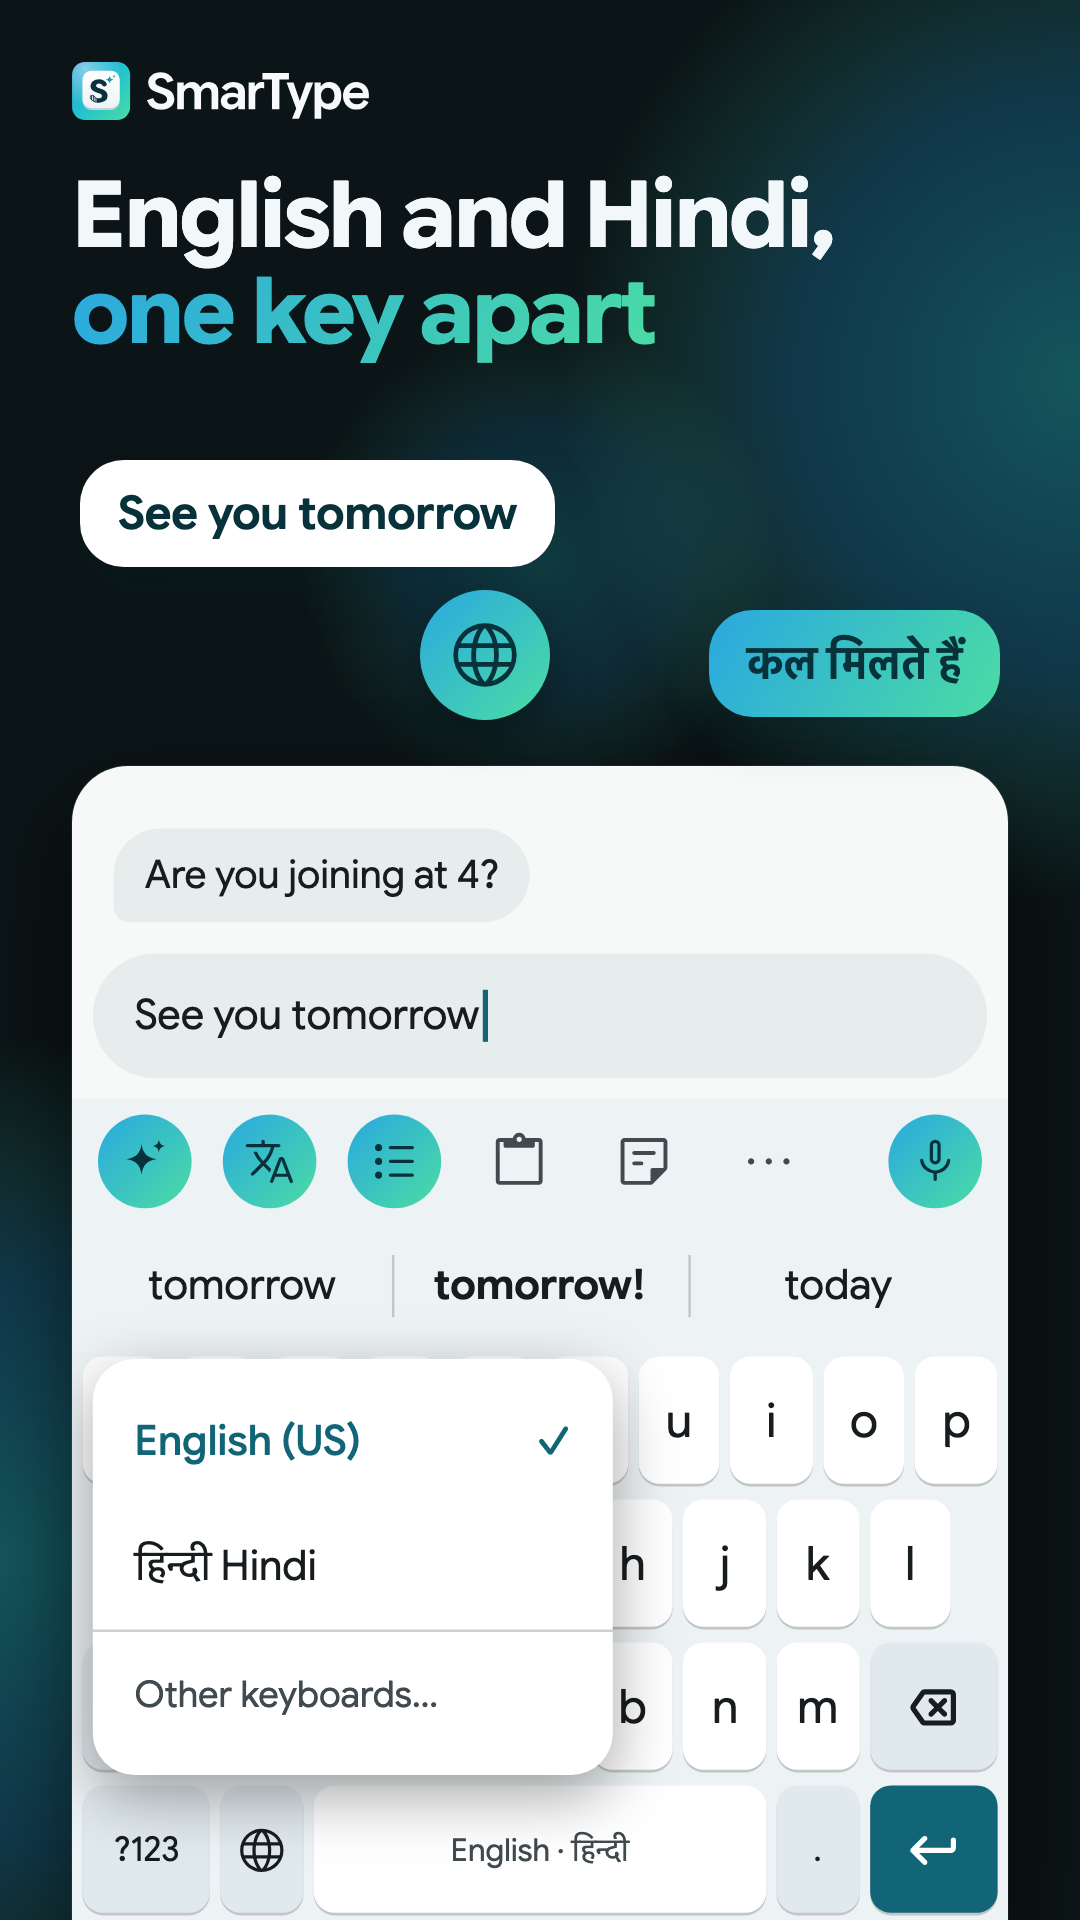 SmarType
English and Hindi,
one key apart
See you tomorrow
कल मिलते हैं
Are you joining at 4?
See you tomorrow
tomorrow
tomorrow!
today
u i o p
English (US)
h j k l
हिन्दी Hindi
b n m
Other keyboards...
?123
English · हिन्दी
.